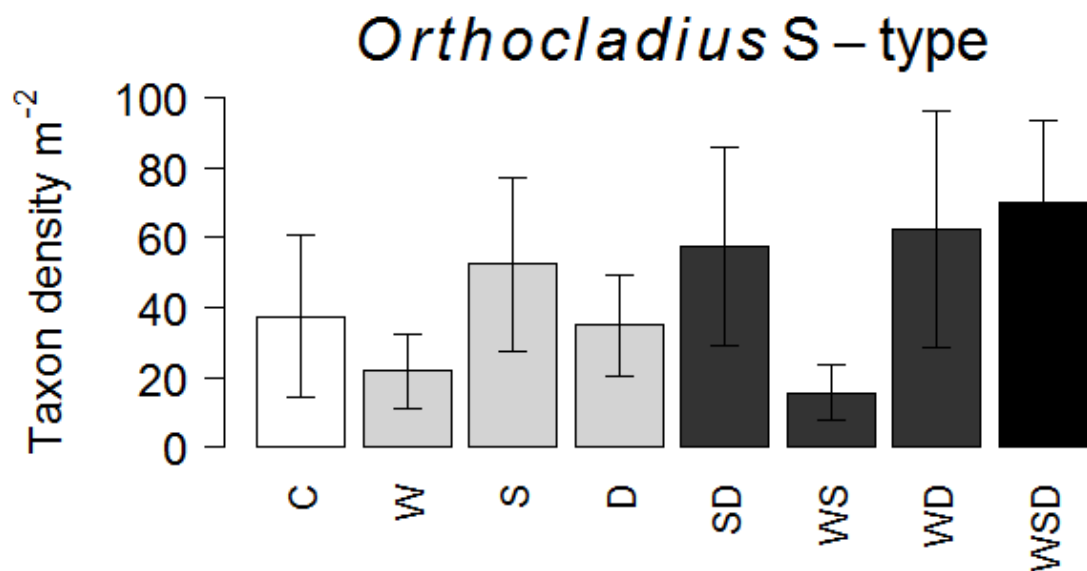 Orthocladius S – type
Taxon density m⁻²
100
80
60
40
20
0
C
W
S
D
SD
WS
WD
WSD